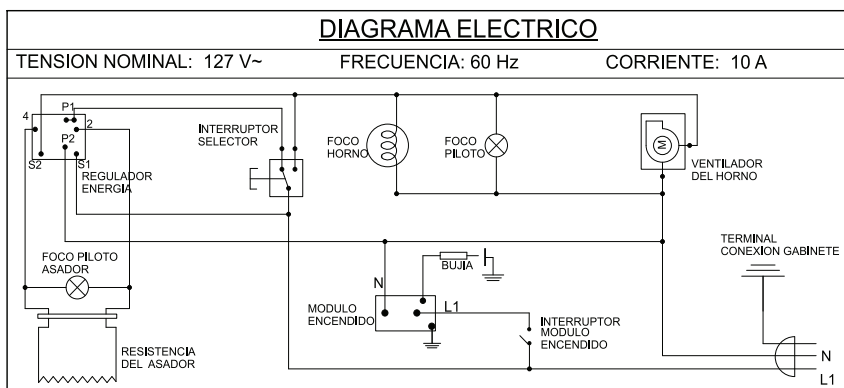 DIAGRAMA ELECTRICO
TENSION NOMINAL: 127 V~ FRECUENCIA: 60 Hz CORRIENTE: 10 A
P1
4
2
P2
S2
S1
REGULADOR
ENERGIA
INTERRUPTOR
SELECTOR
FOCO
HORNO
FOCO
PILOTO
M
VENTILADOR
DEL HORNO
FOCO PILOTO
ASADOR
RESISTENCIA
DEL ASADOR
N
BUJIA
MODULO
ENCENDIDO
L1
INTERRUPTOR
MODULO
ENCENDIDO
TERMINAL
CONEXION GABINETE
N
L1